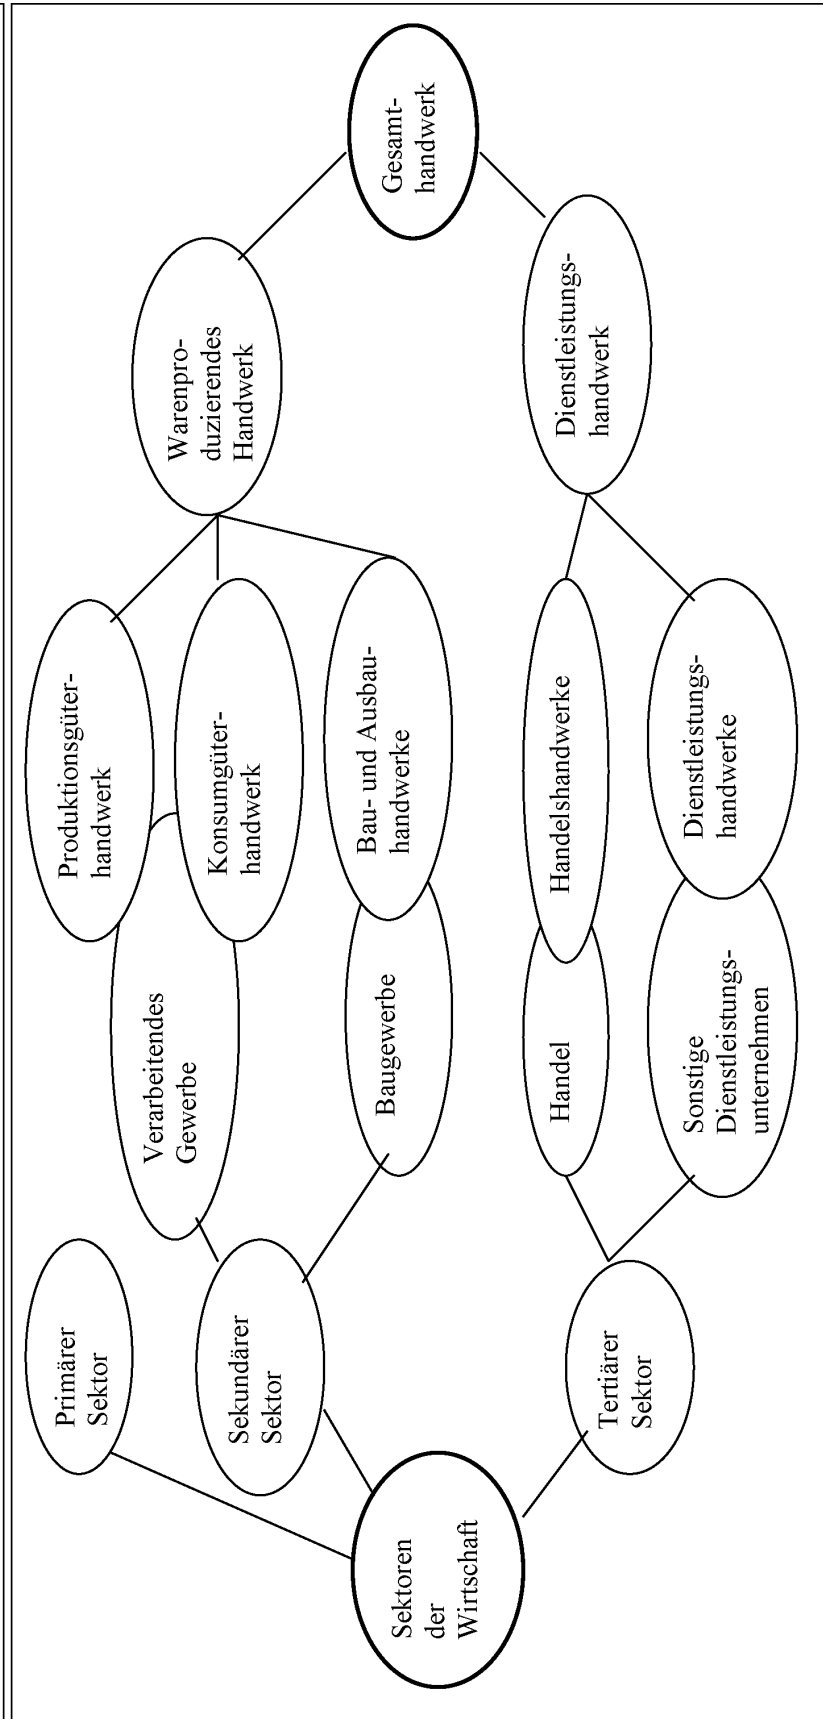 Sektoren
der
Wirtschaft
Primärer
Sektor
Sekundärer
Sektor
Tertiärer
Sektor
Verarbeitendes
Gewerbe
Baugewerbe
Handel
Sonstige
Dienstleistungs-
unternehmen
Produktionsgüter-
handwerk
Konsumgüter-
handwerk
Bau- und Ausbau-
handwerke
Handelshandwerke
Dienstleistungs-
handwerke
Warenpro-
duzierendes
Handwerk
Dienstleistungs-
handwerk
Gesamt-
handwerk